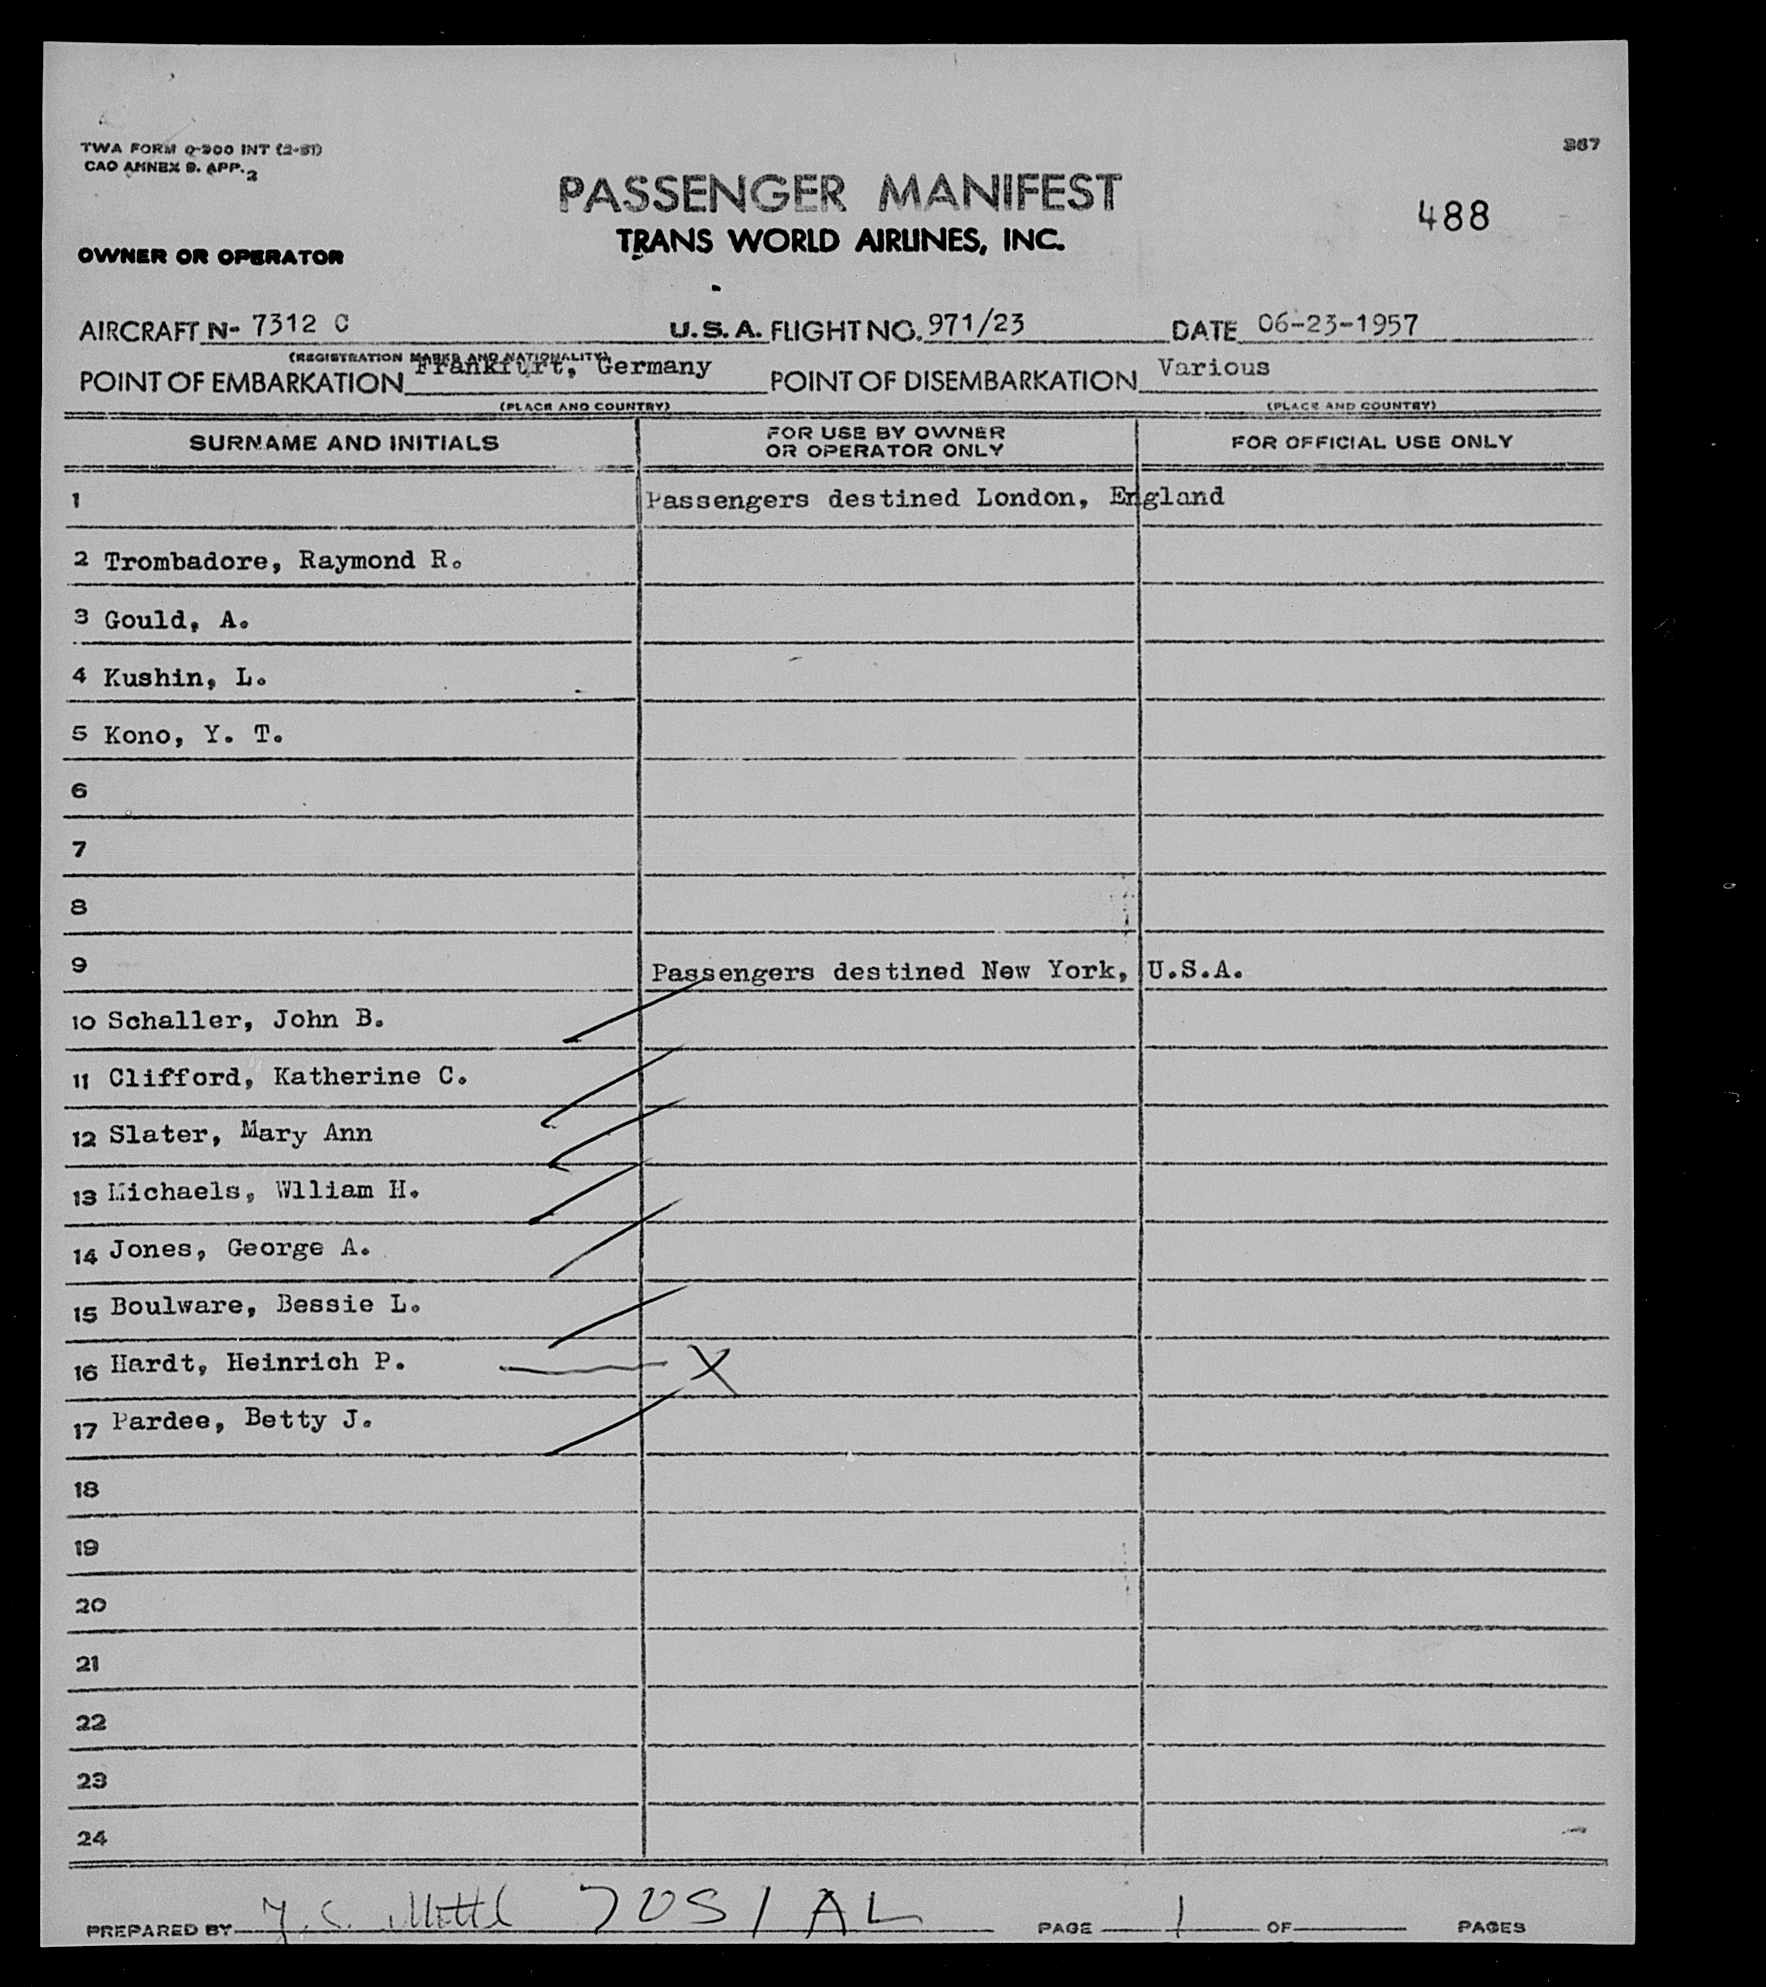 TWA FORM Q-200 INT (2-51)
CAO ANNEX 9. APP. 2
367
PASSENGER MANIFEST
488
TRANS WORLD AIRLINES, INC.
OWNER OR OPERATOR
AIRCRAFT N- 7312 C U.S.A. FLIGHT NO. 971/23 DATE 06-23-1957
(REGISTRATION MARKS AND NATIONALITY)
POINT OF EMBARKATION Frankfurt, Germany POINT OF DISEMBARKATION Various
(PLACE AND COUNTRY) (PLACE AND COUNTRY)
SURNAME AND INITIALS FOR USE BY OWNER OR OPERATOR ONLY FOR OFFICIAL USE ONLY
1 Passengers destined London, England
2 Trombadore, Raymond R.
3 Gould, A.
4 Kushin, L.
5 Kono, Y. T.
6
7
8
9 Passengers destined New York, U.S.A.
10 Schaller, John B.
11 Clifford, Katherine C.
12 Slater, Mary Ann
13 Michaels, Wlliam H.
14 Jones, George A.
15 Boulware, Bessie L.
16 Hardt, Heinrich P. X
17 Pardee, Betty J.
18
19
20
21
22
23
24
PREPARED BY 7US/AL PAGE 1 OF PAGES